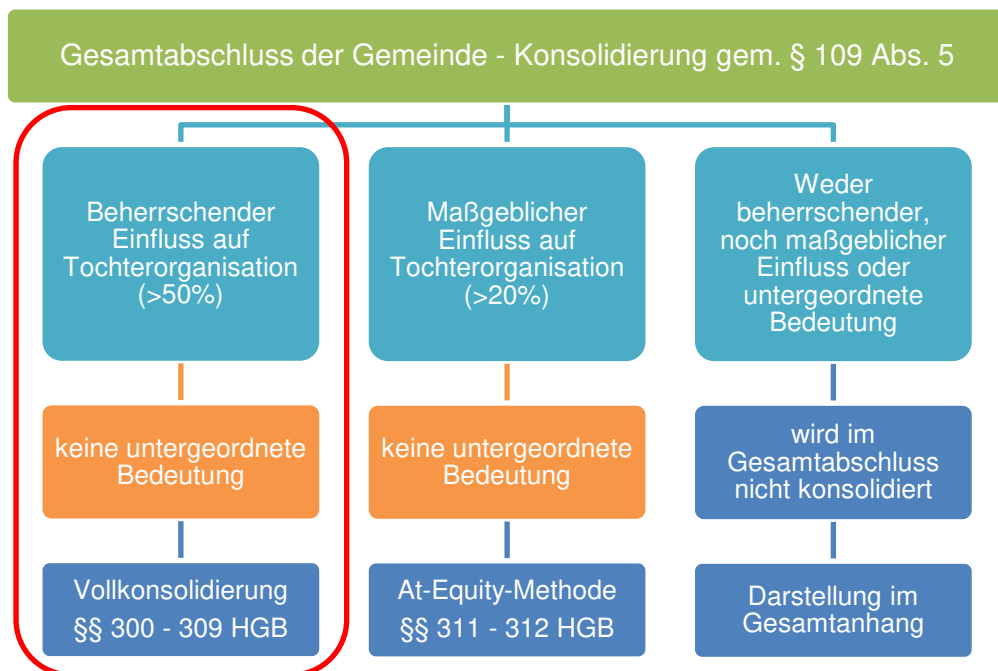 Gesamtabschluss der Gemeinde - Konsolidierung gem. § 109 Abs. 5
Beherrschender
Einfluss auf
Tochterorganisation
(>50%)
keine untergeordnete
Bedeutung
Vollkonsolidierung
§§ 300 - 309 HGB
Maßgeblicher
Einfluss auf
Tochterorganisation
(>20%)
keine untergeordnete
Bedeutung
At-Equity-Methode
§§ 311 - 312 HGB
Weder
beherrschender,
noch maßgeblicher
Einfluss oder
untergeordnete
Bedeutung
wird im
Gesamtabschluss
nicht konsolidiert
Darstellung im
Gesamtanhang